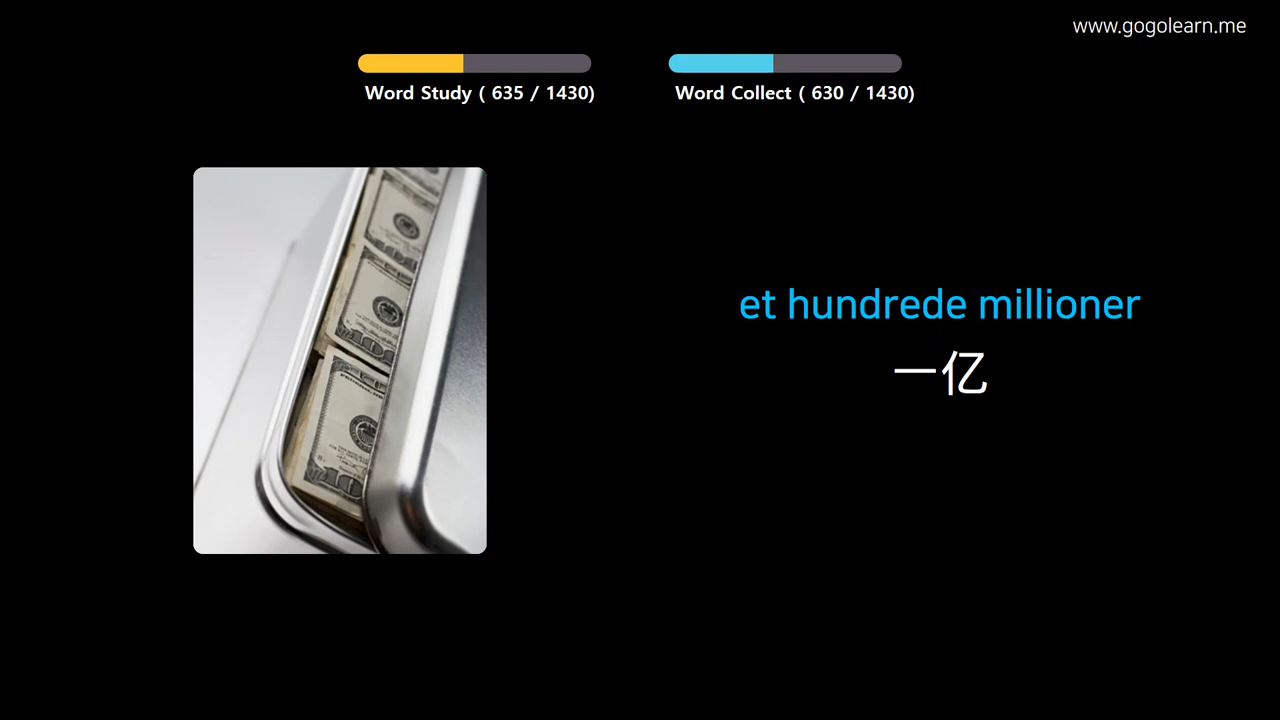 www.gogolearn.me
Word Study ( 635 / 1430)
Word Collect ( 630 / 1430)
et hundrede millioner
一亿